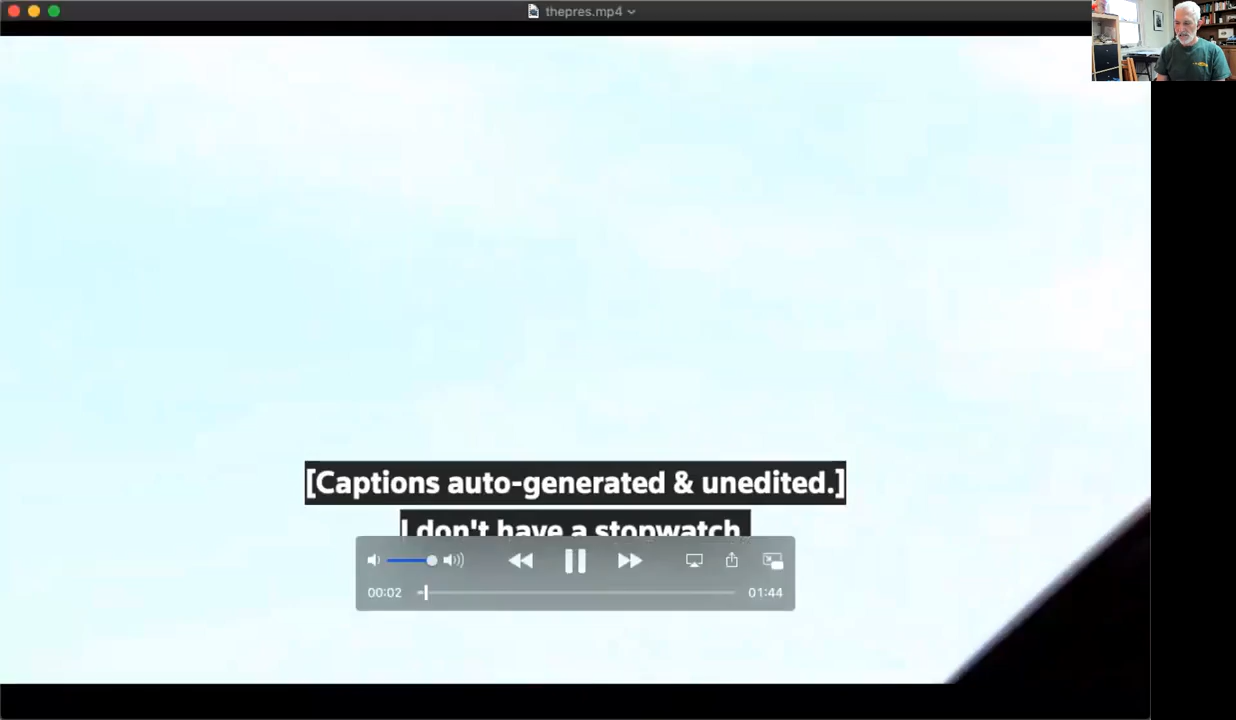 thepres.mp4
[Captions auto-generated & unedited.]
I don't have a stopwatch
00:02
01:44